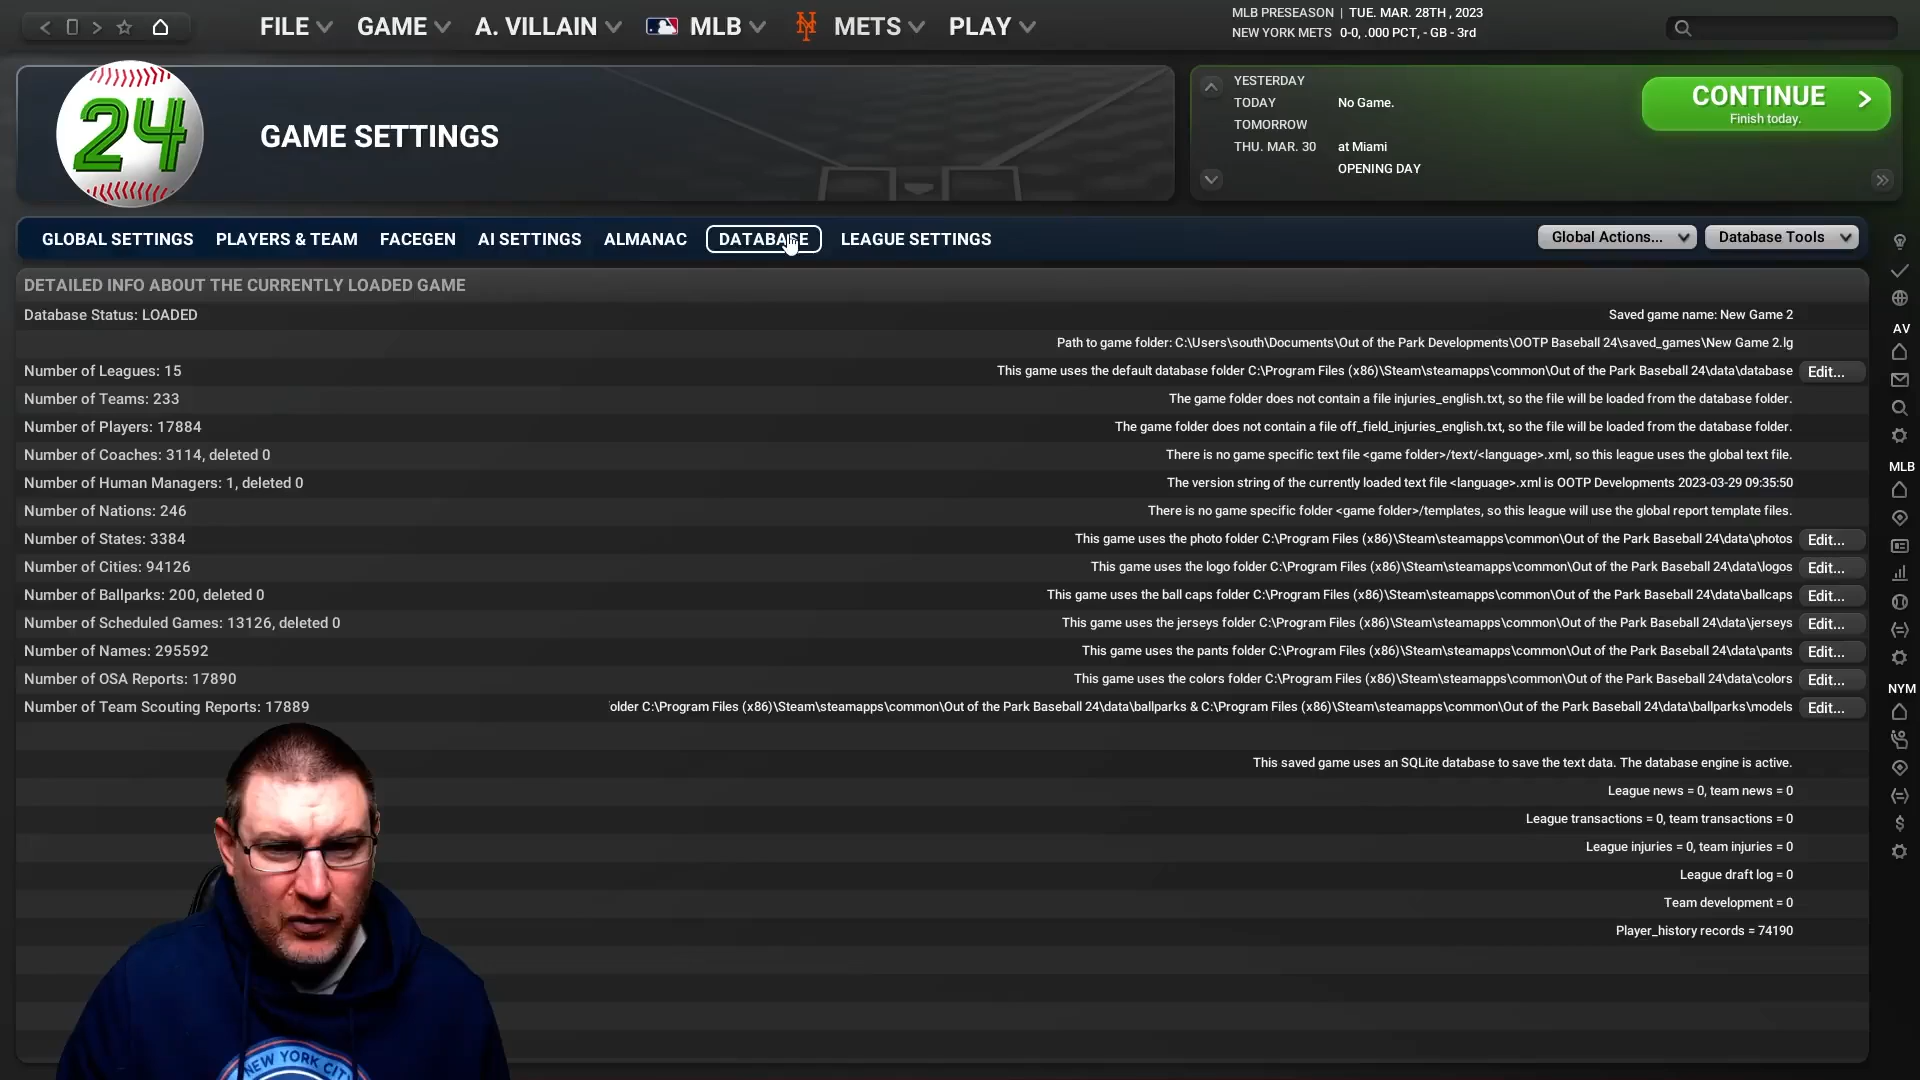 FILE GAME A. VILLAIN MLB METS PLAY
MLB PRESEASON | TUE. MAR. 28TH , 2023
NEW YORK METS 0-0, .000 PCT, - GB - 3rd
24
GAME SETTINGS
YESTERDAY
TODAY No Game.
TOMORROW
THU. MAR. 30 at Miami
OPENING DAY
CONTINUE
Finish today.
GLOBAL SETTINGS PLAYERS & TEAM FACEGEN AI SETTINGS ALMANAC DATABASE LEAGUE SETTINGS Global Actions... Database Tools
DETAILED INFO ABOUT THE CURRENTLY LOADED GAME
Database Status: LOADED Saved game name: New Game 2
Path to game folder: C:\Users\south\Documents\Out of the Park Developments\OOTP Baseball 24\saved_games\New Game 2.lg
Number of Leagues: 15 This game uses the default database folder C:\Program Files (x86)\Steam\steamapps\common\Out of the Park Baseball 24\data\database Edit...
Number of Teams: 233 The game folder does not contain a file injuries_english.txt, so the file will be loaded from the database folder.
Number of Players: 17884 The game folder does not contain a file off_field_injuries_english.txt, so the file will be loaded from the database folder.
Number of Coaches: 3114, deleted 0 There is no game specific text file <game folder>/text/<language>.xml, so this league uses the global text file.
Number of Human Managers: 1, deleted 0 The version string of the currently loaded text file <language>.xml is OOTP Developments 2023-03-29 09:35:50
Number of Nations: 246 There is no game specific folder <game folder>/templates, so this league will use the global report template files.
Number of States: 3384 This game uses the photo folder C:\Program Files (x86)\Steam\steamapps\common\Out of the Park Baseball 24\data\photos Edit...
Number of Cities: 94126 This game uses the logo folder C:\Program Files (x86)\Steam\steamapps\common\Out of the Park Baseball 24\data\logos Edit...
Number of Ballparks: 200, deleted 0 This game uses the ball caps folder C:\Program Files (x86)\Steam\steamapps\common\Out of the Park Baseball 24\data\ballcaps Edit...
Number of Scheduled Games: 13126, deleted 0 This game uses the jerseys folder C:\Program Files (x86)\Steam\steamapps\common\Out of the Park Baseball 24\data\jerseys Edit...
Number of Names: 295592 This game uses the pants folder C:\Program Files (x86)\Steam\steamapps\common\Out of the Park Baseball 24\data\pants Edit...
Number of OSA Reports: 17890 This game uses the colors folder C:\Program Files (x86)\Steam\steamapps\common\Out of the Park Baseball 24\data\colors Edit...
Number of Team Scouting Reports: 17889 older C:\Program Files (x86)\Steam\steamapps\common\Out of the Park Baseball 24\data\ballparks & C:\Program Files (x86)\Steam\steamapps\common\Out of the Park Baseball 24\data\ballparks\models Edit...
This saved game uses an SQLite database to save the text data. The database engine is active.
League news = 0, team news = 0
League transactions = 0, team transactions = 0
League injuries = 0, team injuries = 0
League draft log = 0
Team development = 0
Player_history records = 74190
AV
MLB
NYM
NEW YORK CIT